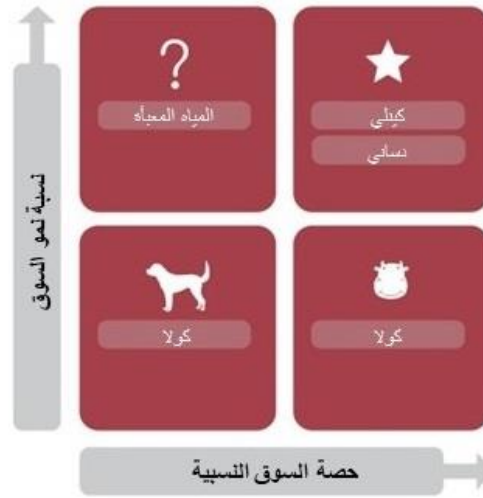 ?
المياه المعبأة
كينلي
دساني
كولا
كولا
نسبة نمو السوق
حصة السوق النسبية